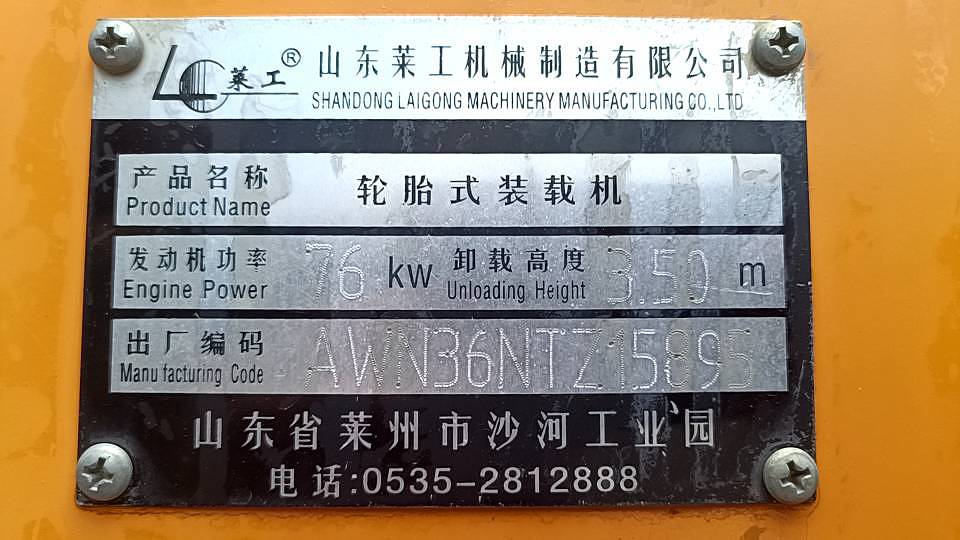 莱工® 山东莱工机械制造有限公司
SHANDONG LAIGONG MACHINERY MANUFACTURING CO.,LTD
产品名称 轮胎式装载机
Product Name
发动机功率 76 kw 卸载高度 3.50 m
Engine Power Unloading Height
出厂编码 AWN36NTZ15895
Manufacturing Code
山东省莱州市沙河工业园
电话:0535-2812888